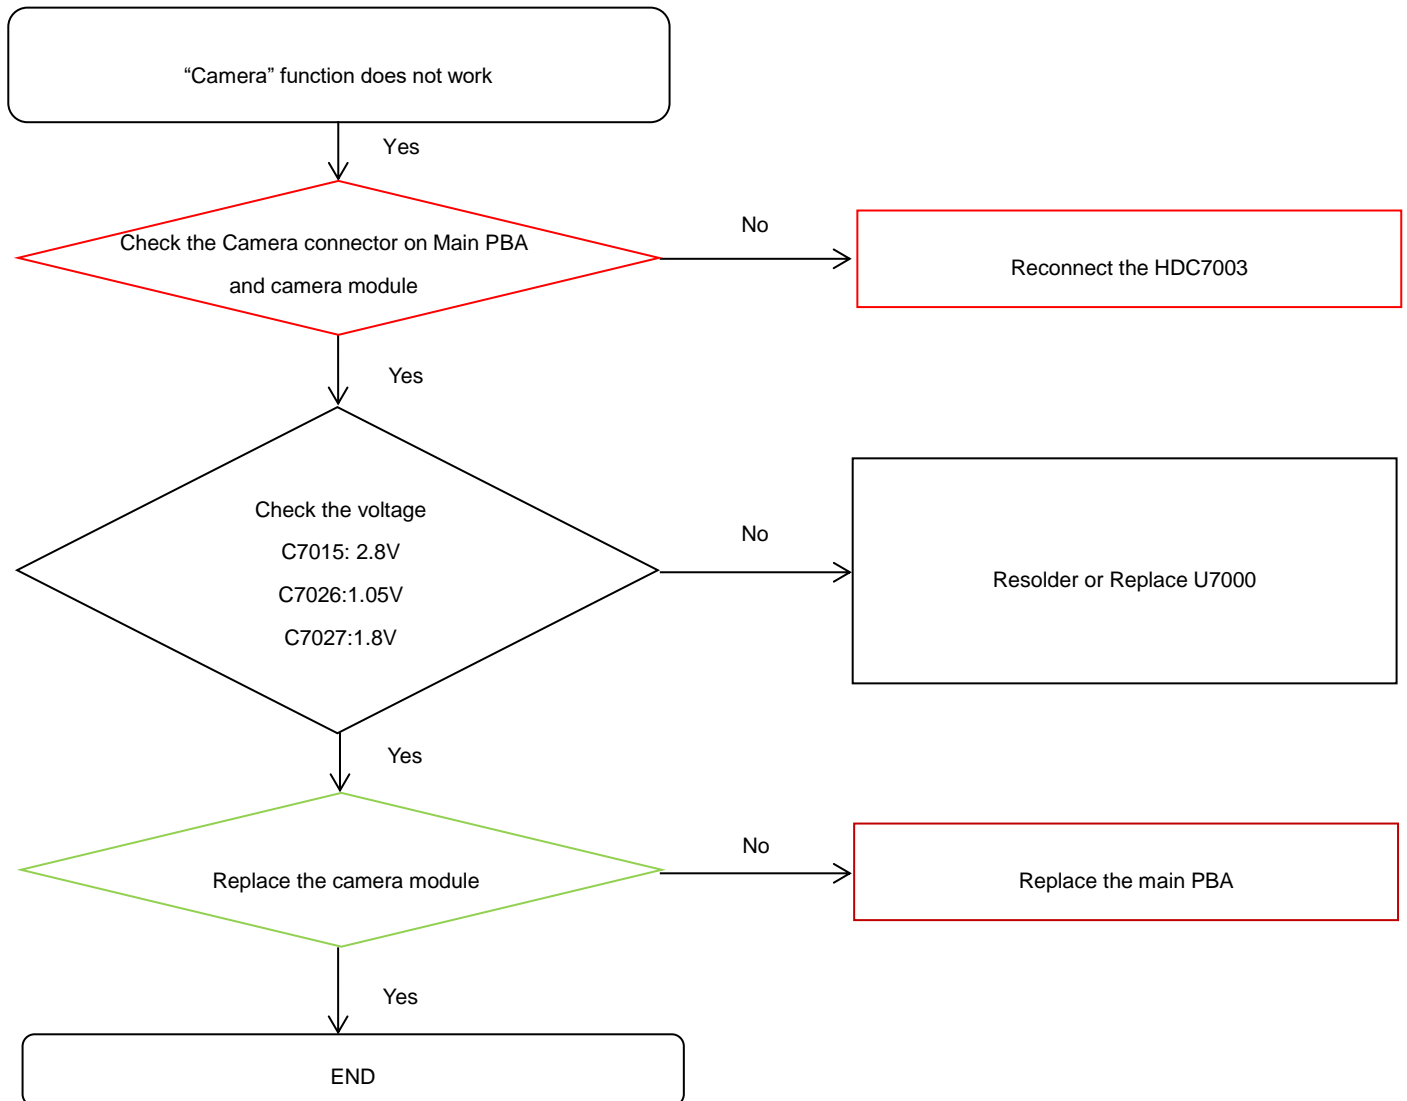 “Camera” function does not work
Yes
Check the Camera connector on Main PBA
and camera module
No
Reconnect the HDC7003
Yes
Check the voltage
C7015: 2.8V
C7026:1.05V
C7027:1.8V
No
Resolder or Replace U7000
Yes
Replace the camera module
No
Replace the main PBA
Yes
END